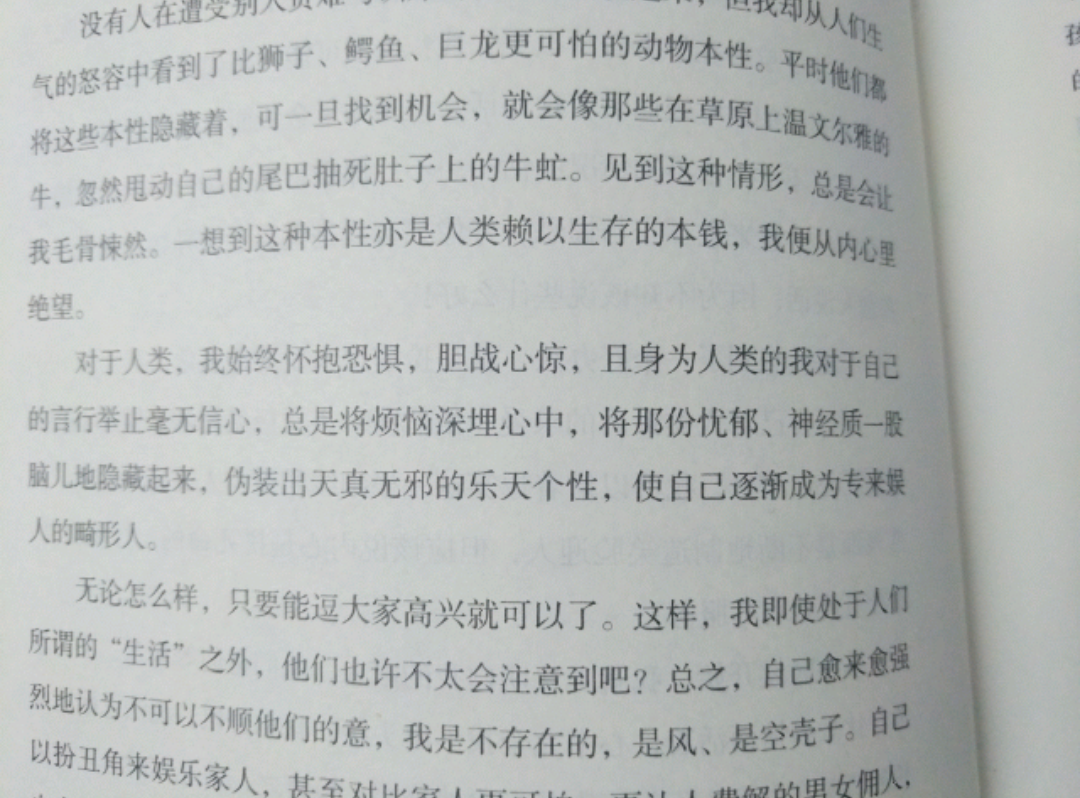 没有人在遭受别人责难
但我却从人们生
气的怒容中看到了比狮子、鳄鱼、巨龙更可怕的动物本性。平时他们都
将这些本性隐藏着，可一旦找到机会，就会像那些在草原上温文尔雅的
牛，忽然甩动自己的尾巴抽死肚子上的牛虻。见到这种情形，总是会让
我毛骨悚然。一想到这种本性亦是人类赖以生存的本钱，我便从内心里
绝望。
对于人类，我始终怀抱恐惧，胆战心惊，且身为人类的我对于自己
的言行举止毫无信心，总是将烦恼深埋心中，将那份忧郁、神经质一股
脑儿地隐藏起来，伪装出天真无邪的乐天个性，使自己逐渐成为专来娱
人的畸形人。
无论怎么样，只要能逗大家高兴就可以了。这样，我即使处于人们
所谓的“生活”之外，他们也许不太会注意到吧？总之，自己愈来愈强
烈地认为不可以不顺他们的意，我是不存在的，是风、是空壳子。自己
以扮丑角来娱乐家人，甚至对比家人更可怕、更让人费解的男女佣人，